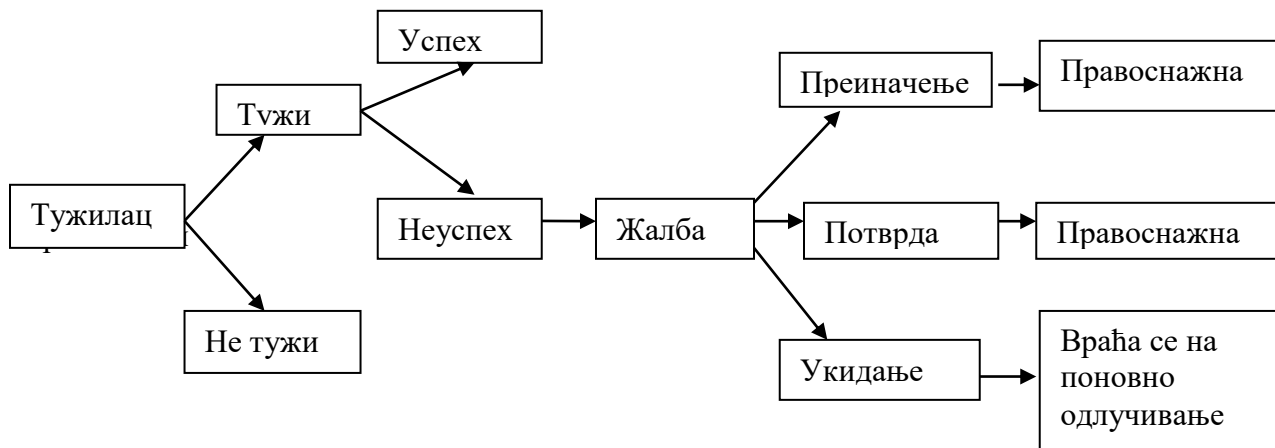 Успех
Преиначење
Правоснажна
Тужи
Тужилац
Неуспех
Жалба
Потврда
Правоснажна
Не тужи
Укидање
Враћа се на
поновно
одлучивање